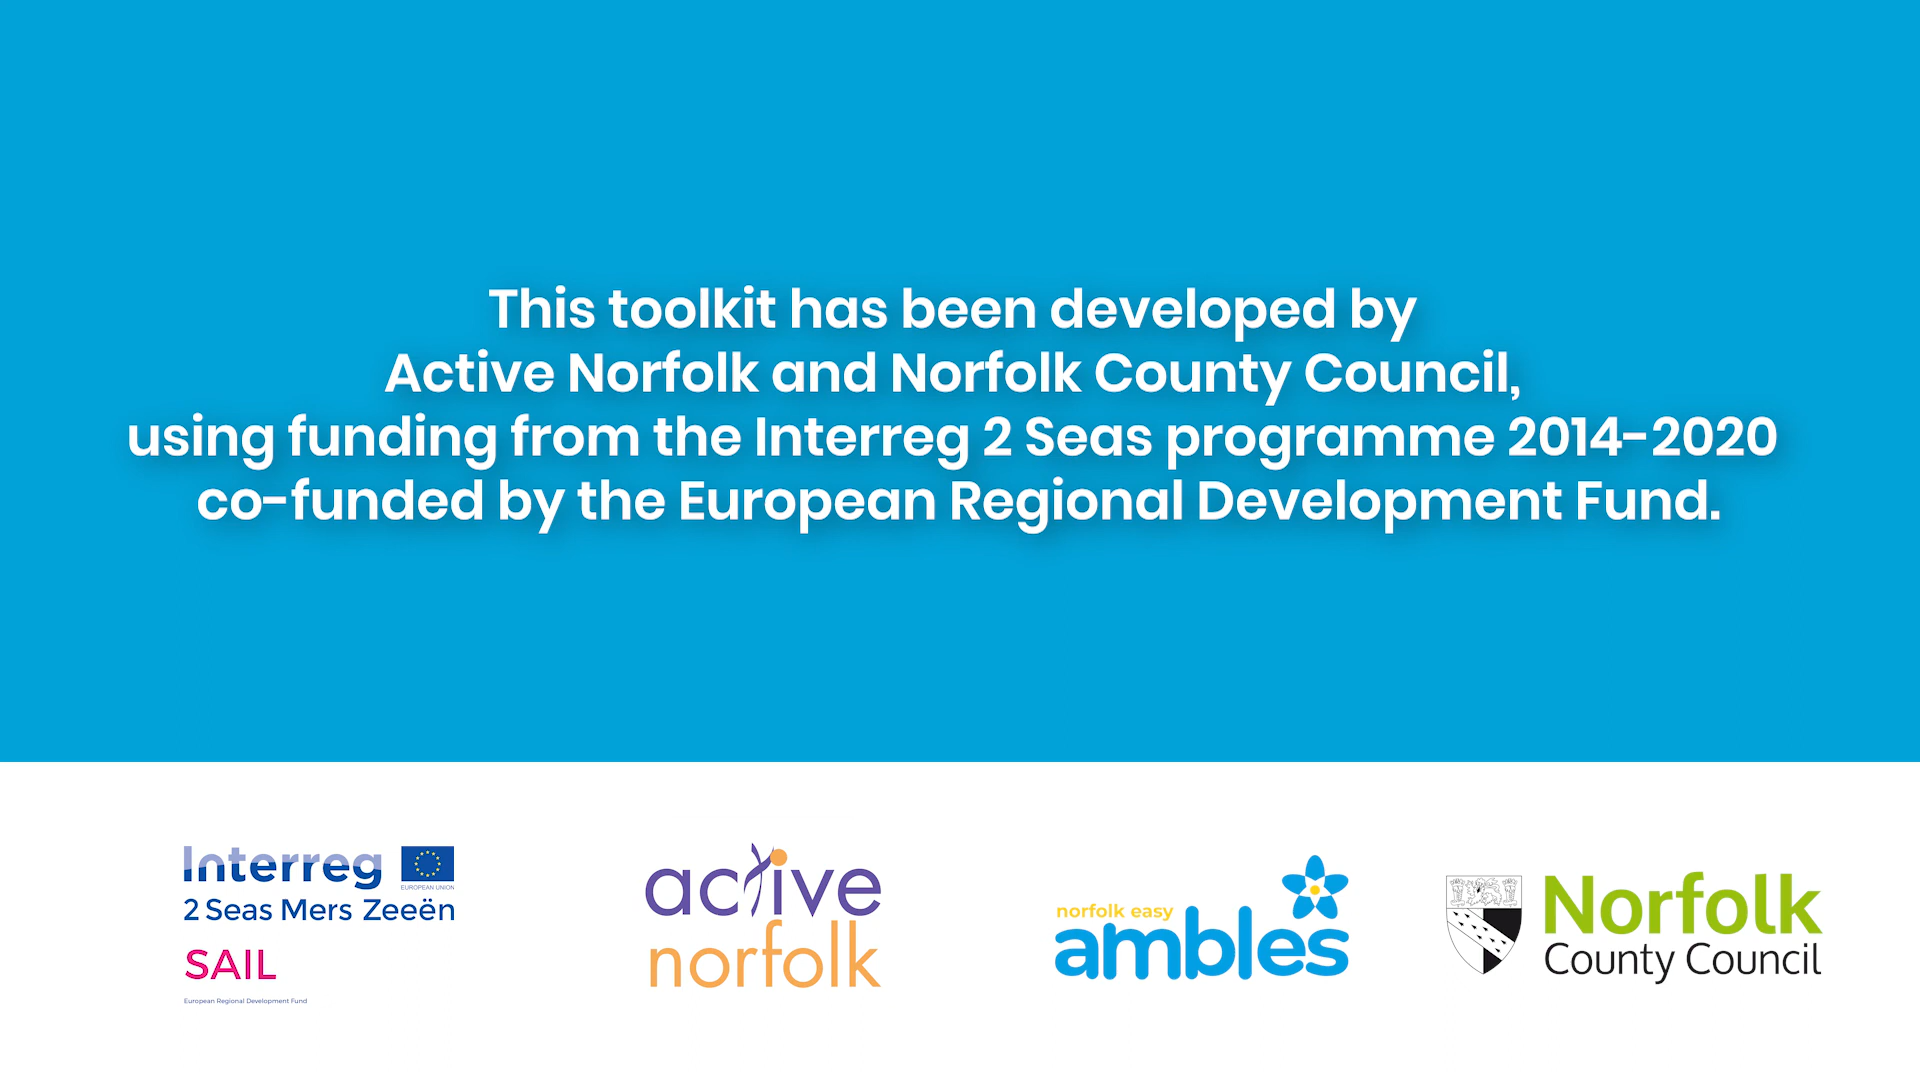 This toolkit has been developed by
Active Norfolk and Norfolk County Council,
using funding from the Interreg 2 Seas programme 2014-2020
co-funded by the European Regional Development Fund.
Interreg
EUROPEAN UNION
2 Seas Mers Zeeën
SAIL
European Regional Development Fund
active
norfolk
norfolk easy
ambles
Norfolk
County Council